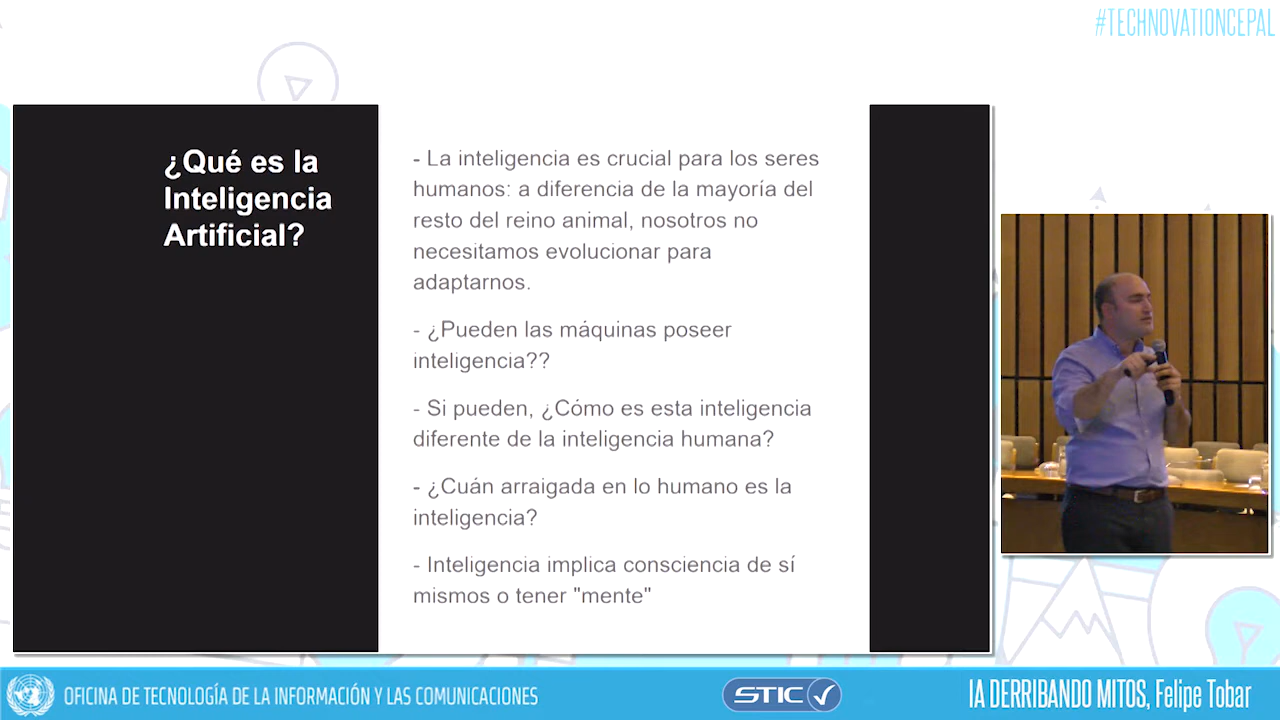 #TECHNOVATIONCEPAL
¿Qué es la
Inteligencia
Artificial?
- La inteligencia es crucial para los seres
humanos: a diferencia de la mayoría del
resto del reino animal, nosotros no
necesitamos evolucionar para
adaptarnos.
- ¿Pueden las máquinas poseer
inteligencia??
- Si pueden, ¿Cómo es esta inteligencia
diferente de la inteligencia humana?
- ¿Cuán arraigada en lo humano es la
inteligencia?
- Inteligencia implica consciencia de sí
mismos o tener "mente"
OFICINA DE TECNOLOGÍA DE LA INFORMACIÓN Y LAS COMUNICACIONES
STIC
IA DERRIBANDO MITOS, Felipe Tobar